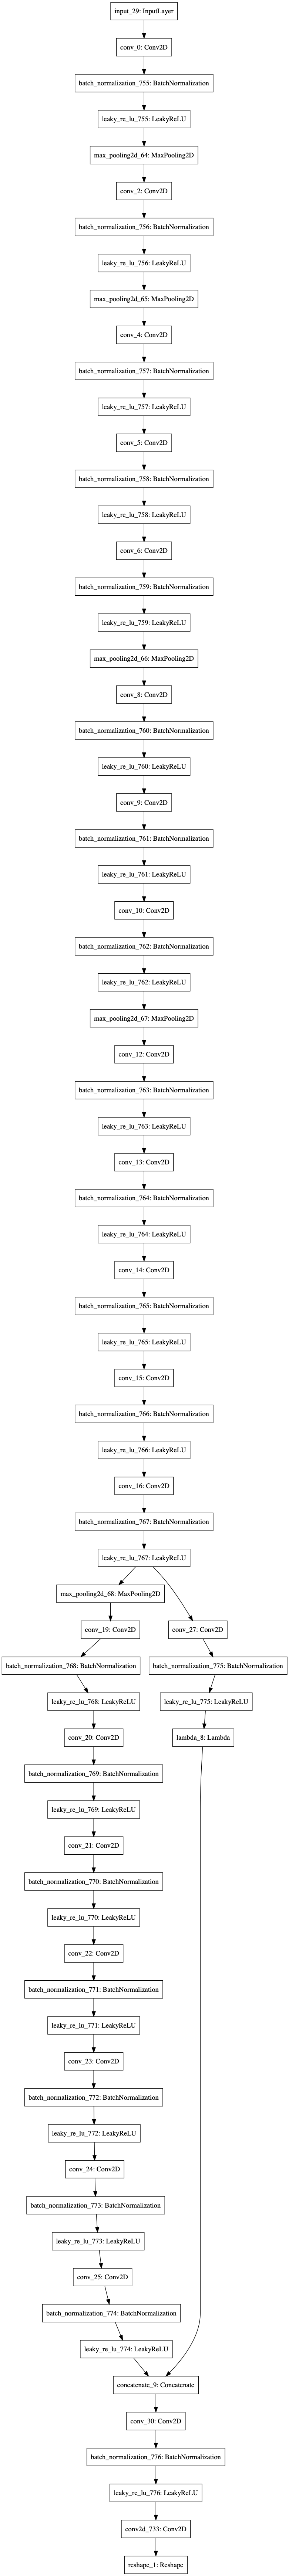 input_29: InputLayer
conv_0: Conv2D
batch_normalization_755: BatchNormalization
leaky_re_lu_755: LeakyReLU
max_pooling2d_64: MaxPooling2D
conv_2: Conv2D
batch_normalization_756: BatchNormalization
leaky_re_lu_756: LeakyReLU
max_pooling2d_65: MaxPooling2D
conv_4: Conv2D
batch_normalization_757: BatchNormalization
leaky_re_lu_757: LeakyReLU
conv_5: Conv2D
batch_normalization_758: BatchNormalization
leaky_re_lu_758: LeakyReLU
conv_6: Conv2D
batch_normalization_759: BatchNormalization
leaky_re_lu_759: LeakyReLU
max_pooling2d_66: MaxPooling2D
conv_8: Conv2D
batch_normalization_760: BatchNormalization
leaky_re_lu_760: LeakyReLU
conv_9: Conv2D
batch_normalization_761: BatchNormalization
leaky_re_lu_761: LeakyReLU
conv_10: Conv2D
batch_normalization_762: BatchNormalization
leaky_re_lu_762: LeakyReLU
max_pooling2d_67: MaxPooling2D
conv_12: Conv2D
batch_normalization_763: BatchNormalization
leaky_re_lu_763: LeakyReLU
conv_13: Conv2D
batch_normalization_764: BatchNormalization
leaky_re_lu_764: LeakyReLU
conv_14: Conv2D
batch_normalization_765: BatchNormalization
leaky_re_lu_765: LeakyReLU
conv_15: Conv2D
batch_normalization_766: BatchNormalization
leaky_re_lu_766: LeakyReLU
conv_16: Conv2D
batch_normalization_767: BatchNormalization
leaky_re_lu_767: LeakyReLU
max_pooling2d_68: MaxPooling2D
conv_19: Conv2D
conv_27: Conv2D
batch_normalization_768: BatchNormalization
batch_normalization_775: BatchNormalization
leaky_re_lu_768: LeakyReLU
leaky_re_lu_775: LeakyReLU
conv_20: Conv2D
lambda_8: Lambda
batch_normalization_769: BatchNormalization
leaky_re_lu_769: LeakyReLU
conv_21: Conv2D
batch_normalization_770: BatchNormalization
leaky_re_lu_770: LeakyReLU
conv_22: Conv2D
batch_normalization_771: BatchNormalization
leaky_re_lu_771: LeakyReLU
conv_23: Conv2D
batch_normalization_772: BatchNormalization
leaky_re_lu_772: LeakyReLU
conv_24: Conv2D
batch_normalization_773: BatchNormalization
leaky_re_lu_773: LeakyReLU
conv_25: Conv2D
batch_normalization_774: BatchNormalization
leaky_re_lu_774: LeakyReLU
concatenate_9: Concatenate
conv_30: Conv2D
batch_normalization_776: BatchNormalization
leaky_re_lu_776: LeakyReLU
conv2d_733: Conv2D
reshape_1: Reshape